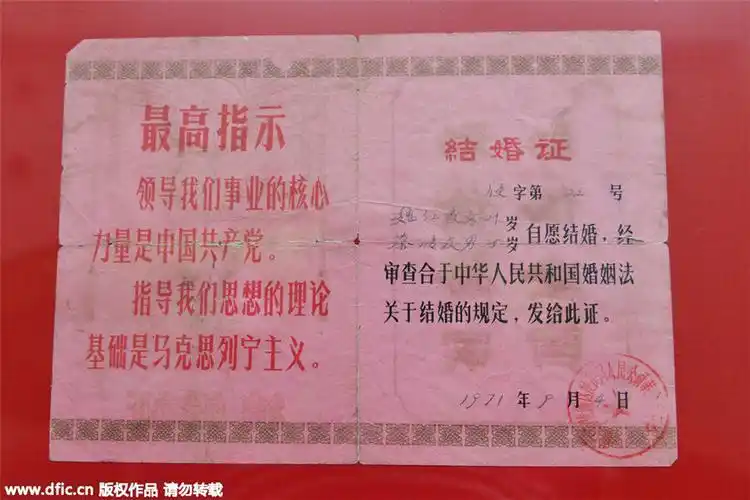 最高指示
领导我们事业的核心
力量是中国共产党。
指导我们思想的理论
基础是马克思列宁主义。
结婚证
字第 号
岁
岁 自愿结婚，经
审查合于中华人民共和国婚姻法
关于结婚的规定，发给此证。
1971 年 9 月 日
www.dfic.cn 版权作品 请勿转载